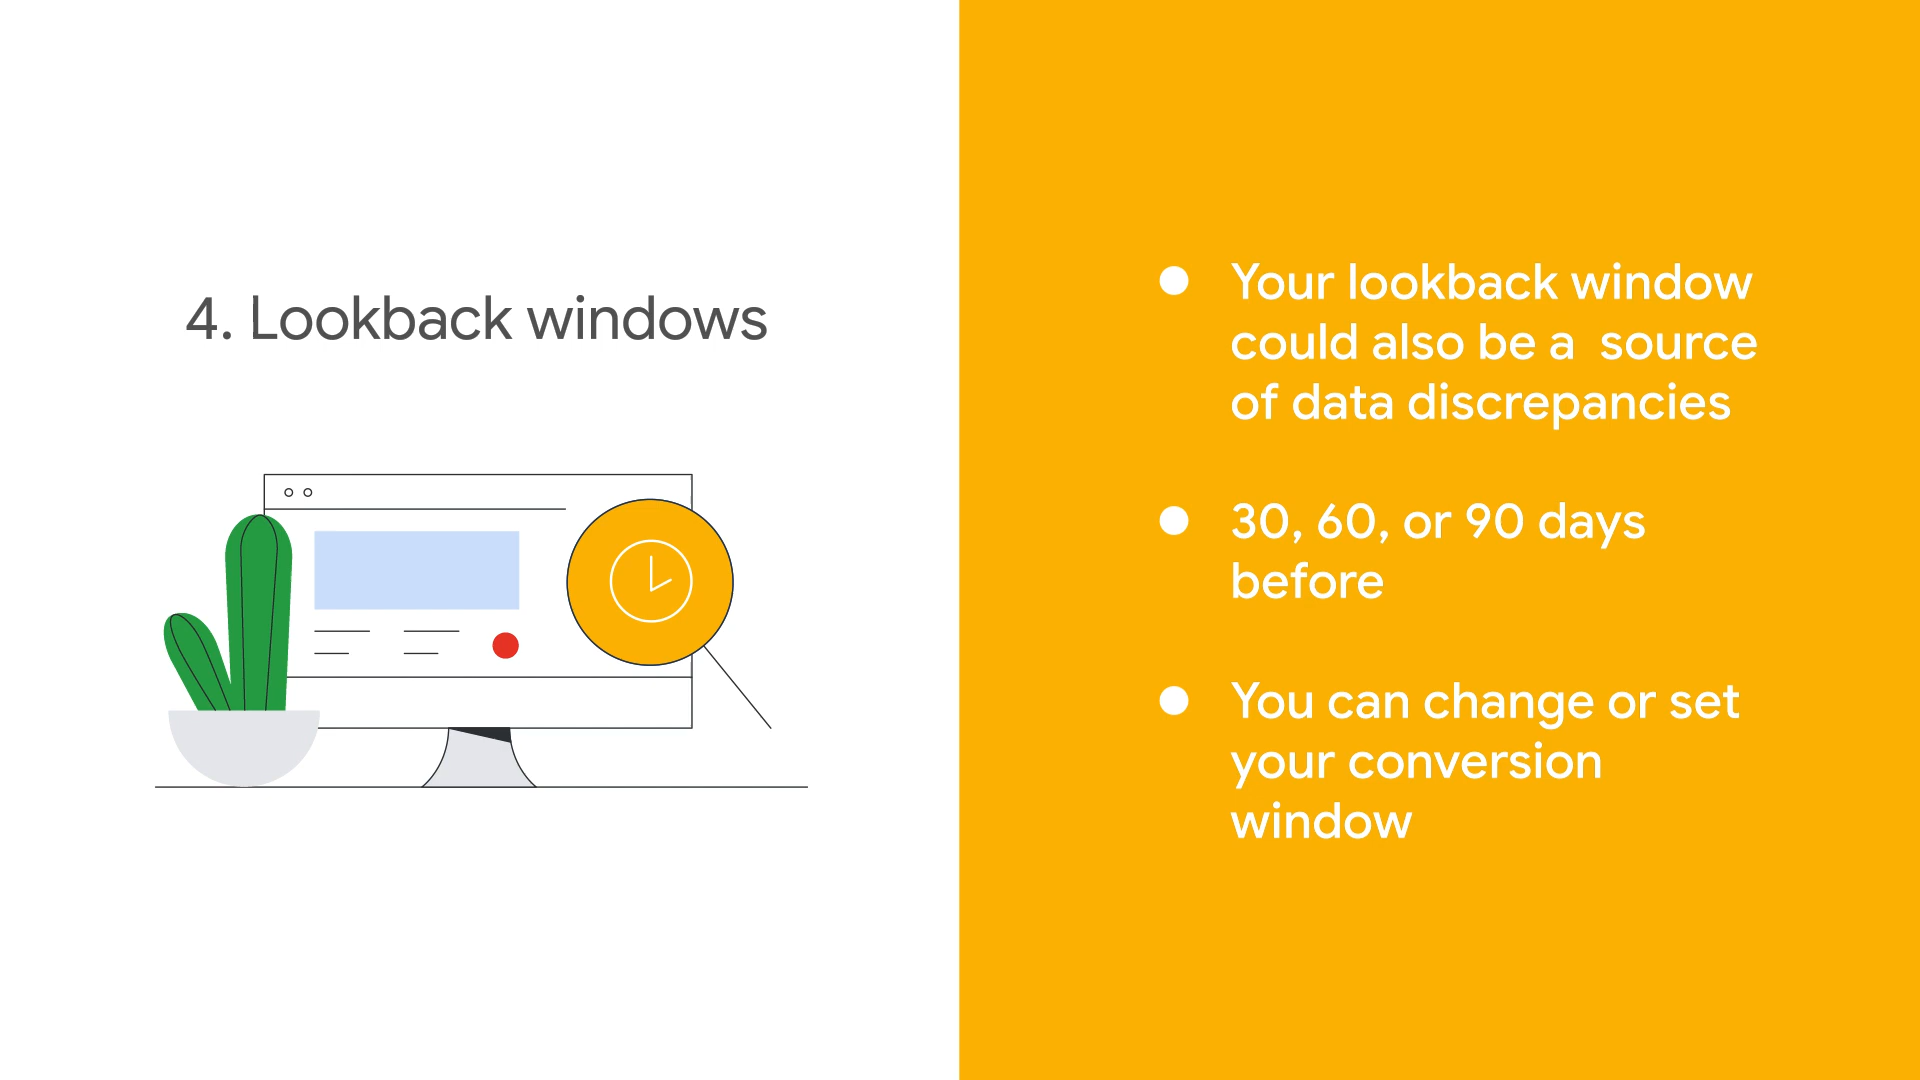 4. Lookback windows
● Your lookback window
could also be a  source
of data discrepancies
● 30, 60, or 90 days
before
● You can change or set
your conversion
window